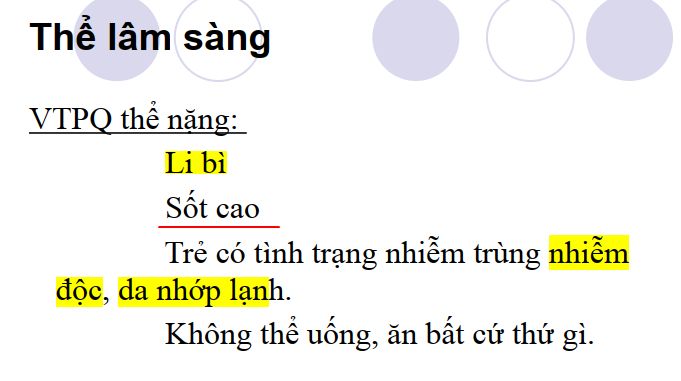 Thể lâm sàng
VTPQ thể nặng:
Li bì
Sốt cao
Trẻ có tình trạng nhiễm trùng nhiễm
độc, da nhớp lạnh.
Không thể uống, ăn bất cứ thứ gì.